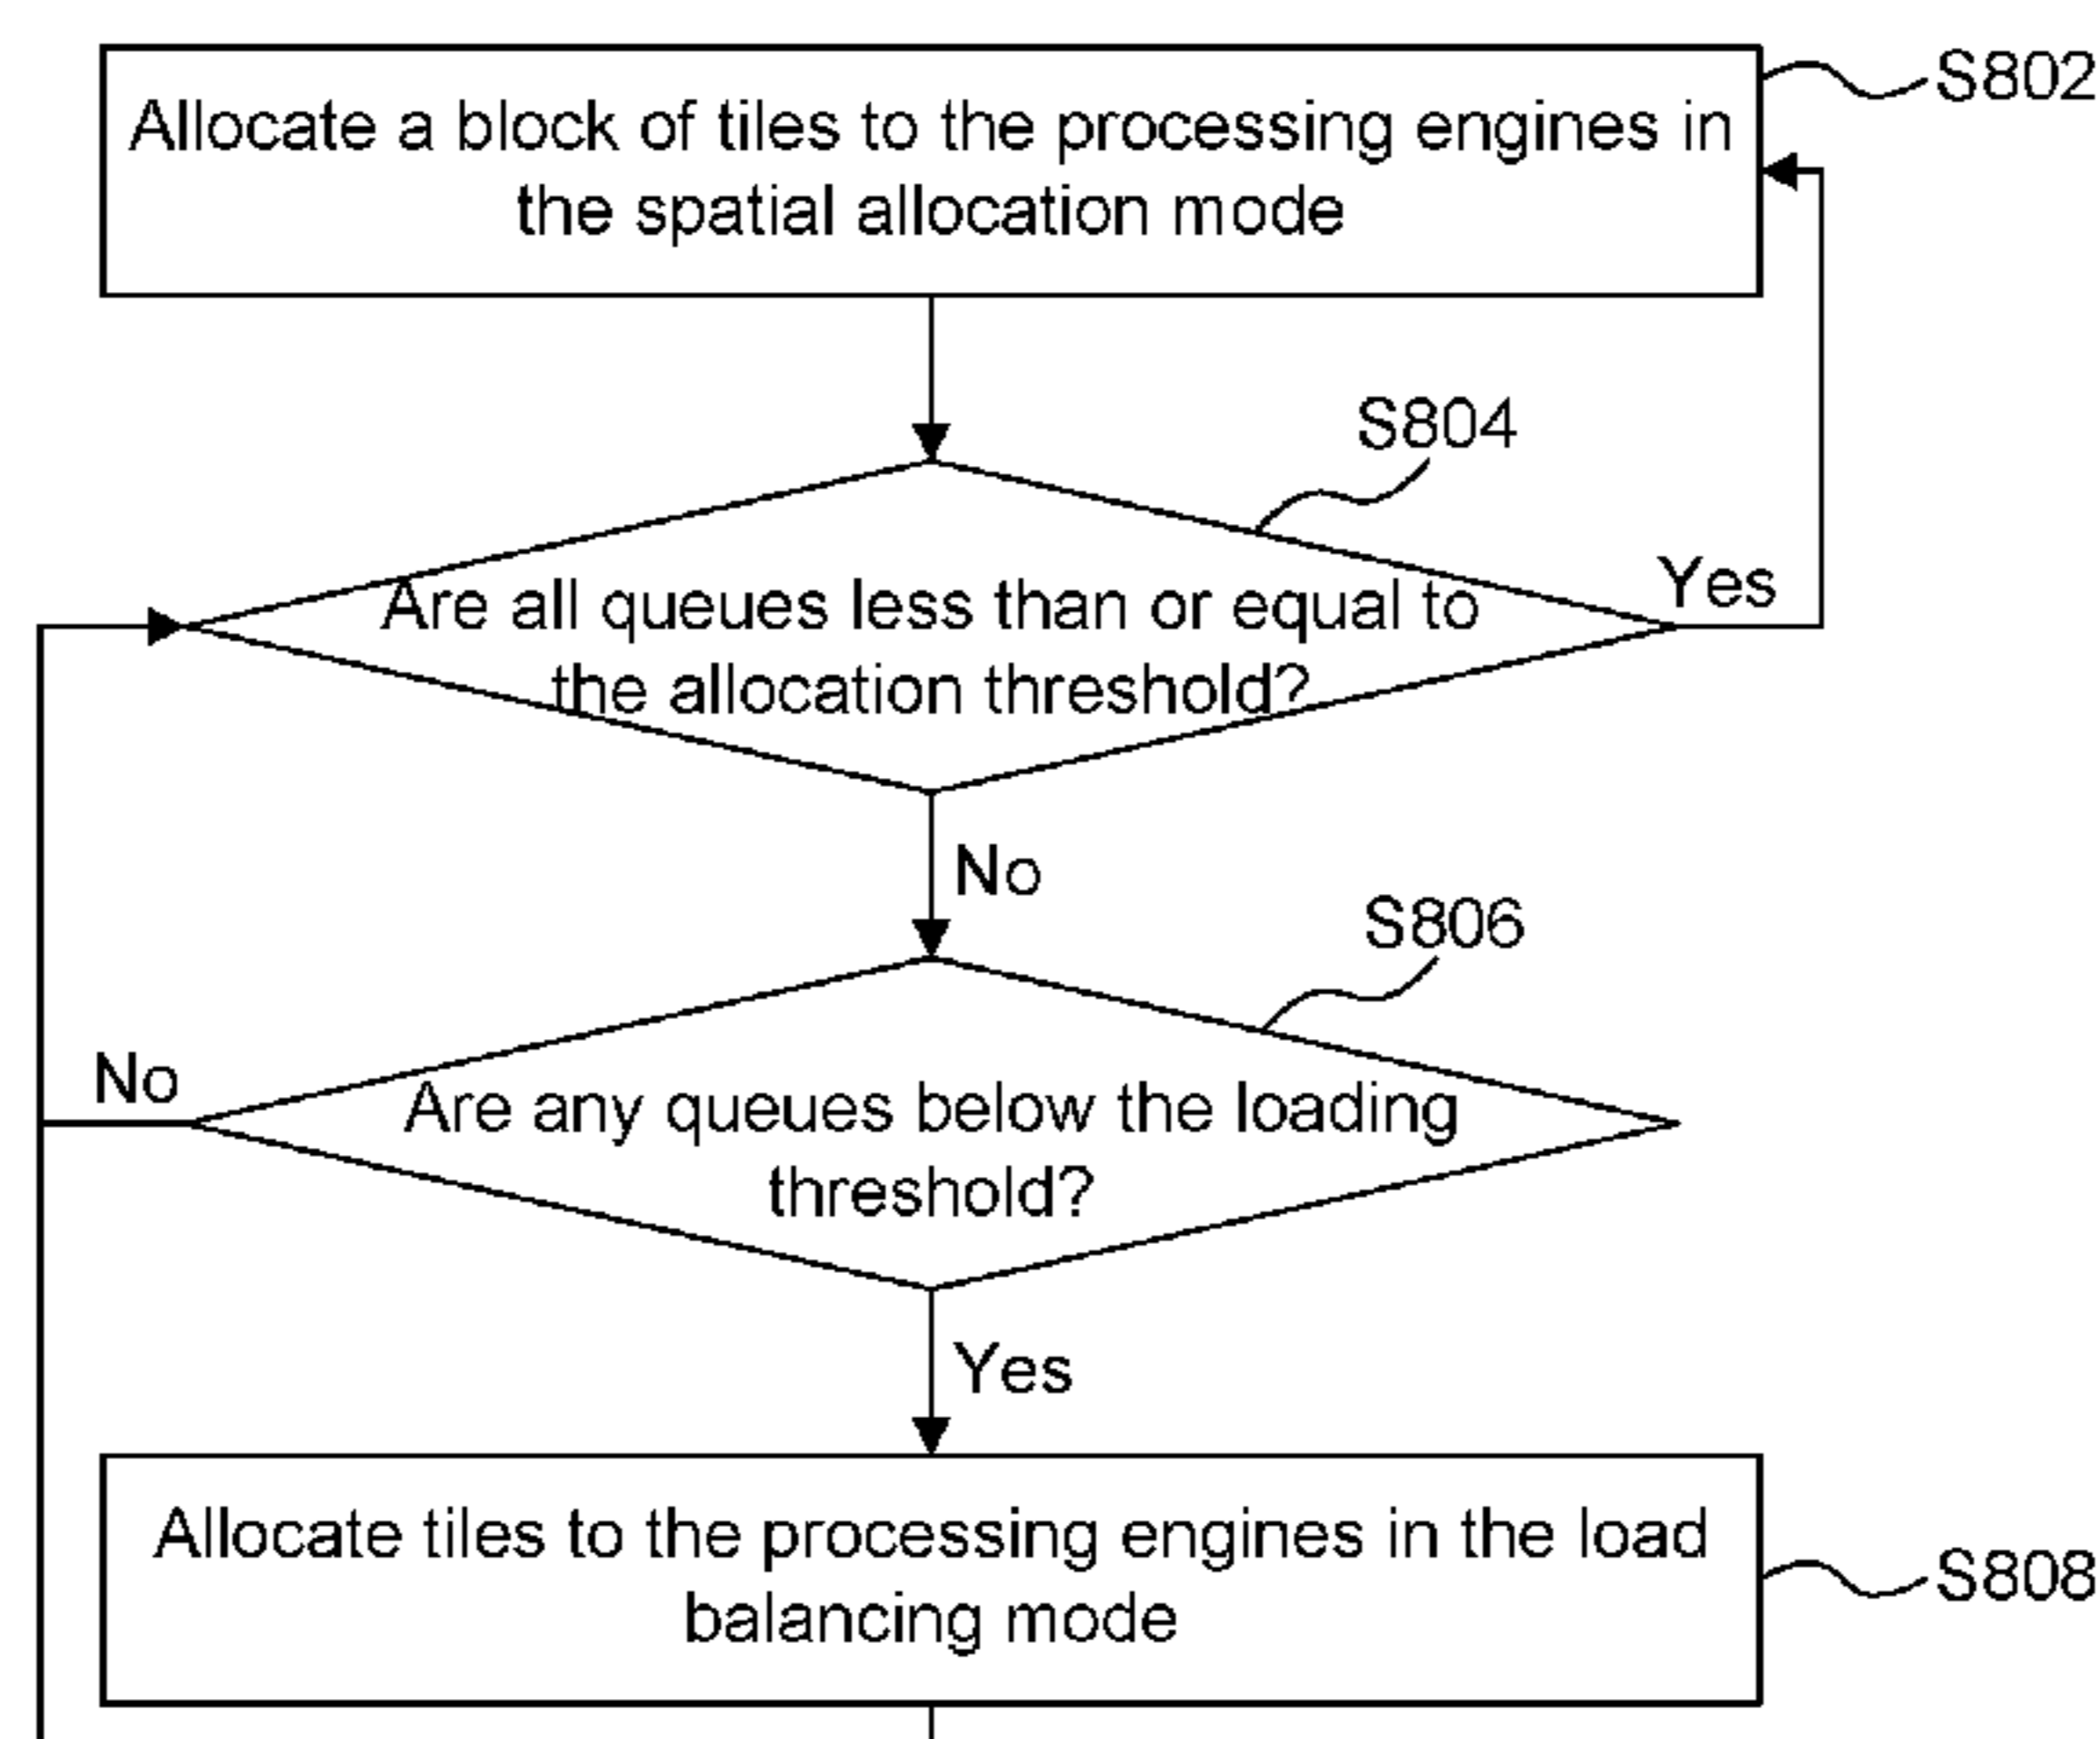 S802
Allocate a block of tiles to the processing engines in
the spatial allocation mode
S804
Yes
Are all queues less than or equal to
the allocation threshold?
No
S806
No
Are any queues below the loading
threshold?
Yes
Allocate tiles to the processing engines in the load
balancing mode
S808